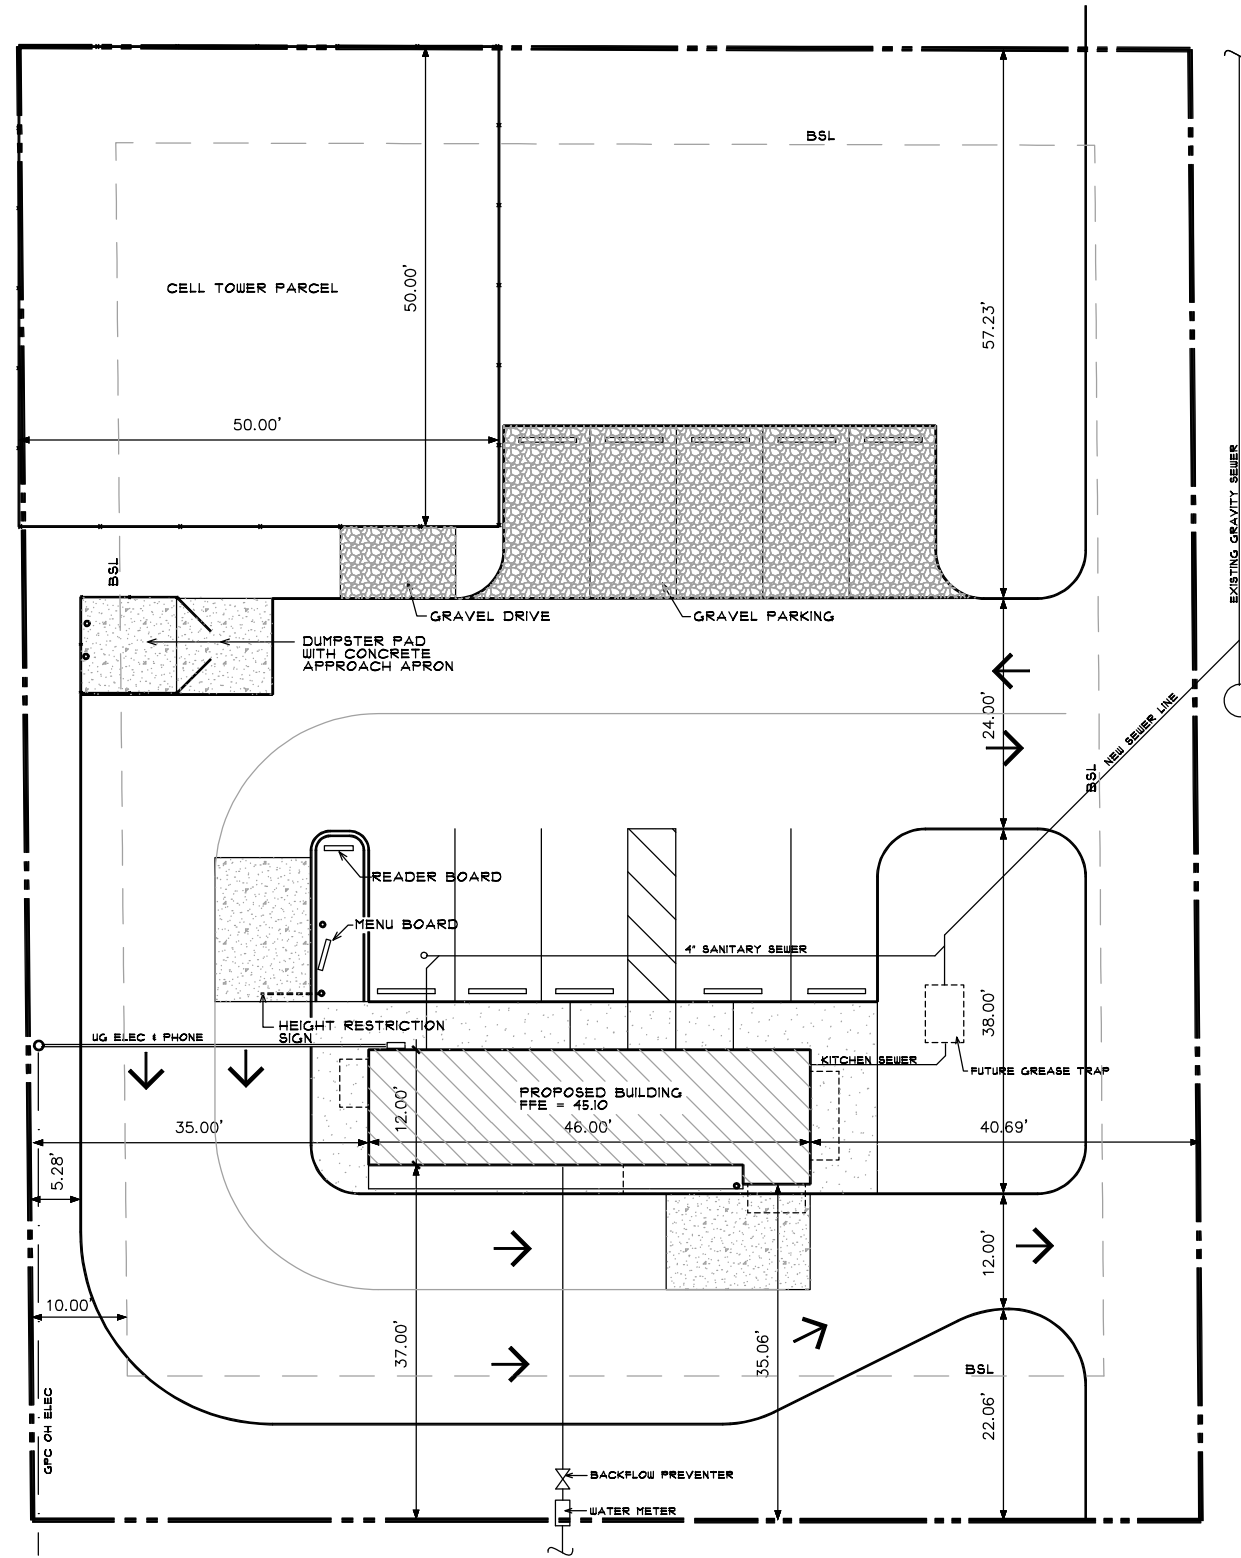 BSL
CELL TOWER PARCEL
50.00'
57.23'
50.00'
EXISTING GRAVITY SEWER
BSL
GRAVEL DRIVE
GRAVEL PARKING
DUMPSTER PAD
WITH CONCRETE
APPROACH APRON
24.00'
NEW SEWER LINE
BSL
READER BOARD
MENU BOARD
4" SANITARY SEWER
HEIGHT RESTRICTION
SIGN
38.00'
UG ELEC & PHONE
KITCHEN SEWER
FUTURE GREASE TRAP
PROPOSED BUILDING
FFE = 45.10
12.00'
35.00'
46.00'
40.69'
5.28'
12.00'
10.00'
37.00'
35.06'
BSL
22.06'
GPC OH ELEC
BACKFLOW PREVENTER
WATER METER